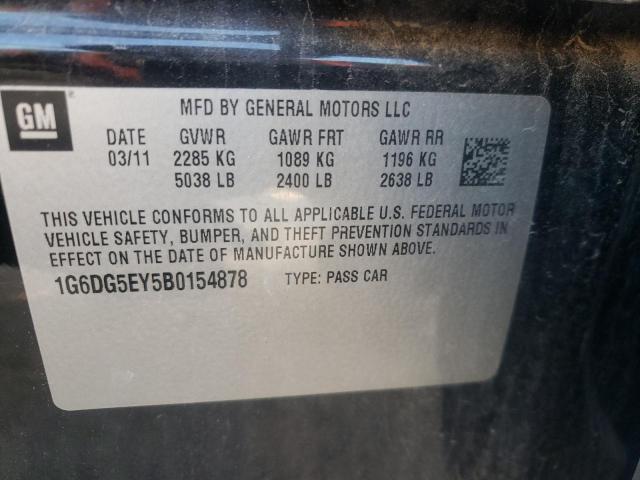 GM ®
MFD BY GENERAL MOTORS LLC
DATE GVWR GAWR FRT GAWR RR
03/11 2285 KG 1089 KG 1196 KG
5038 LB 2400 LB 2638 LB
THIS VEHICLE CONFORMS TO ALL APPLICABLE U.S. FEDERAL MOTOR
VEHICLE SAFETY, BUMPER, AND THEFT PREVENTION STANDARDS IN
EFFECT ON THE DATE OF MANUFACTURE SHOWN ABOVE.
1G6DG5EY5B0154878 TYPE: PASS CAR